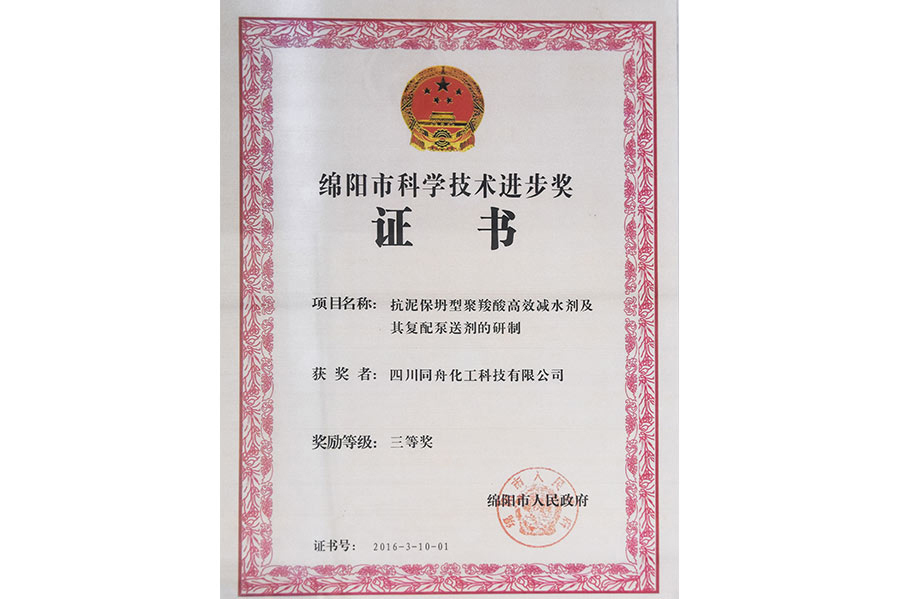 绵阳市科学技术进步奖
证 书
项目名称: 抗泥保坍型聚羧酸高效减水剂及
其复配泵送剂的研制
获 奖 者: 四川同舟化工科技有限公司
奖励等级: 三等奖
绵阳市人民政府
证书号: 2016-3-10-01